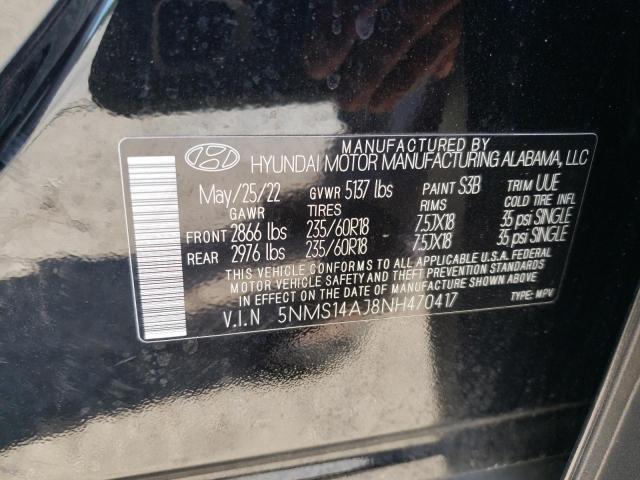 MANUFACTURED BY
HYUNDAI MOTOR MANUFACTURING ALABAMA, LLC
May/25/22 GVWR 5137 lbs PAINT S3B TRIM UUE
GAWR TIRES RIMS COLD TIRE INFL
FRONT 2866 lbs 235/60R18 7.5JX18 35 psi SINGLE
REAR 2976 lbs 235/60R18 7.5JX18 35 psi SINGLE
THIS VEHICLE CONFORMS TO ALL APPLICABLE U.S.A. FEDERAL
MOTOR VEHICLE SAFETY, BUMPER, AND
THEFT PREVENTION STANDARDS IN EFFECT ON
THE DATE OF MANUFACTURE SHOWN ABOVE.
V.I.N 5NMS14AJ8NH470417 TYPE: MPV